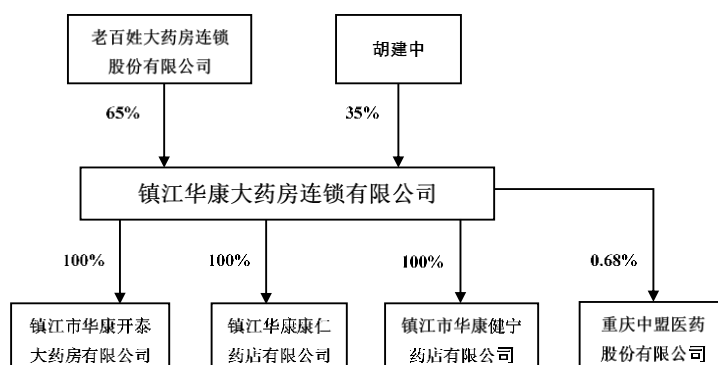 老百姓大药房连锁
股份有限公司
胡建中
65%
35%
镇江华康大药房连锁有限公司
100%
100%
100%
0.68%
镇江市华康开泰
大药房有限公司
镇江华康康仁
药店有限公司
镇江市华康健宁
药店有限公司
重庆中盟医药
股份有限公司